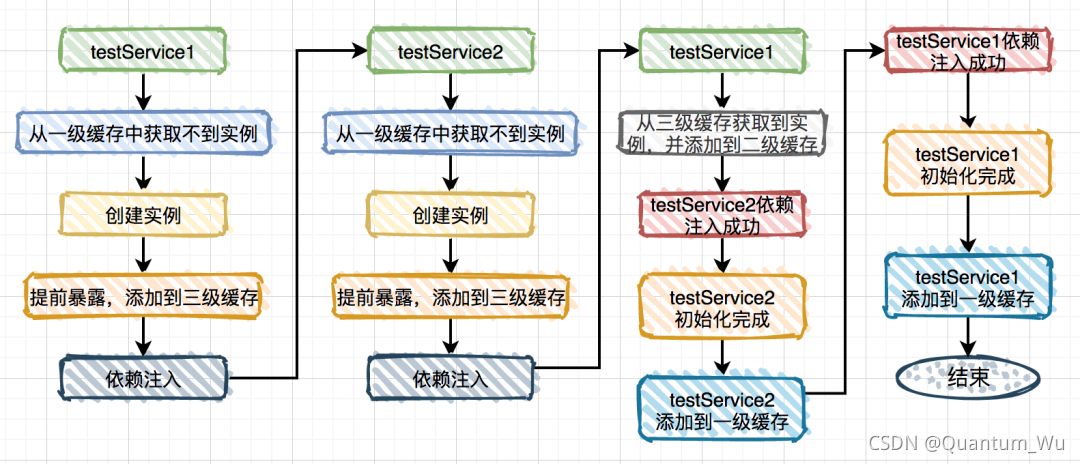 testService1
从一级缓存中获取不到实例
创建实例
提前暴露，添加到三级缓存
依赖注入
testService2
从一级缓存中获取不到实例
创建实例
提前暴露，添加到三级缓存
依赖注入
testService1
从三级缓存获取到实
例，并添加到二级缓存
testService2依赖
注入成功
testService2
初始化完成
testService2
添加到一级缓存
testService1依赖
注入成功
testService1
初始化完成
testService1
添加到一级缓存
结束
CSDN @Quantum_Wu